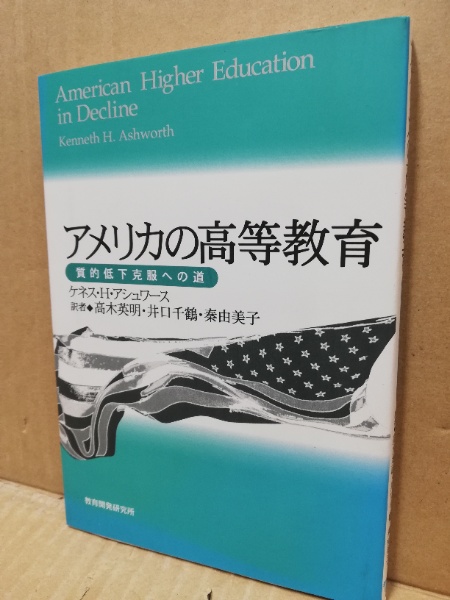 American Higher Education
in Decline
Kenneth H. Ashworth
アメリカの高等教育
質的低下克服への道
ケネス・H・アシュワース
訳者◆高木英明・井口千鶴・秦由美子
教育開発研究所